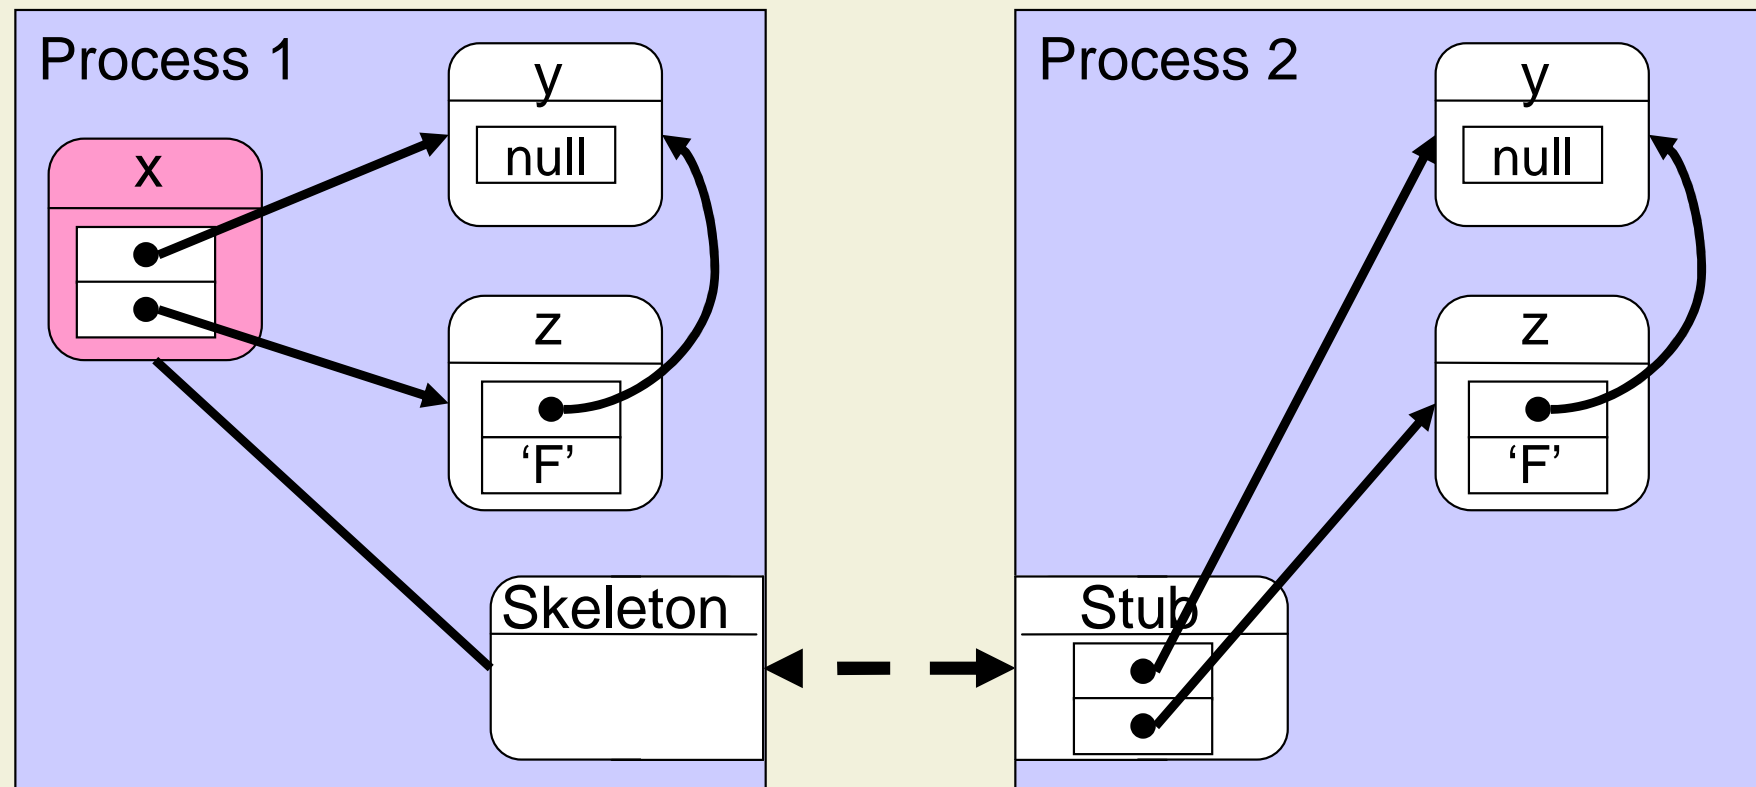 Process 1
y
null
x
z
‘F’
Skeleton
Process 2
y
null
z
‘F’
Stub